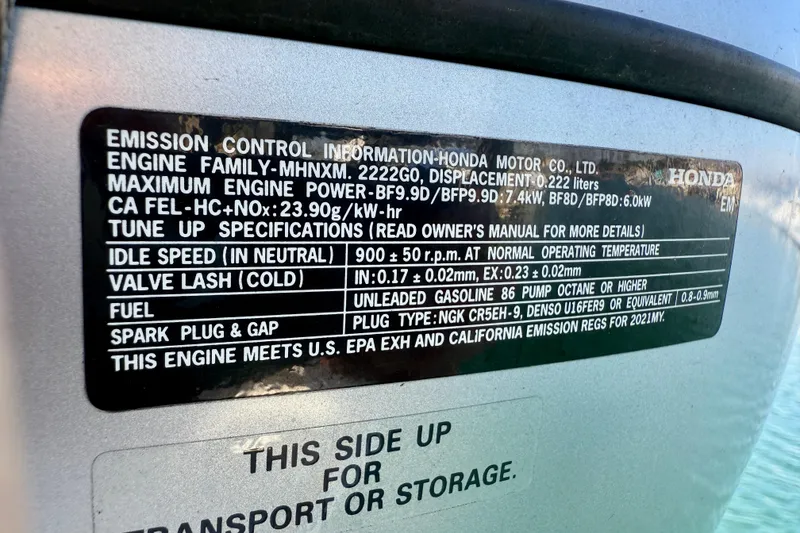 EMISSION CONTROL INFORMATION-HONDA MOTOR CO., LTD.
ENGINE FAMILY-MHNXM. 2222G0, DISPLACEMENT-0.222 liters
HONDA
MAXIMUM ENGINE POWER-BF9.9D/BFP9.9D:7.4kW, BF8D/BFP8D:6.0kW
EM
CA FEL-HC+NOx:23.90g/kW-hr
TUNE UP SPECIFICATIONS (READ OWNER'S MANUAL FOR MORE DETAILS)
IDLE SPEED (IN NEUTRAL) 900 ± 50 r.p.m. AT NORMAL OPERATING TEMPERATURE
VALVE LASH (COLD) IN:0.17 ± 0.02mm, EX:0.23 ± 0.02mm
FUEL UNLEADED GASOLINE 86 PUMP OCTANE OR HIGHER
SPARK PLUG & GAP PLUG TYPE:NGK CR5EH-9, DENSO U16FER9 OR EQUIVALENT 0.8-0.9mm
THIS ENGINE MEETS U.S. EPA EXH AND CALIFORNIA EMISSION REGS FOR 2021MY.
THIS SIDE UP
FOR
TRANSPORT OR STORAGE.